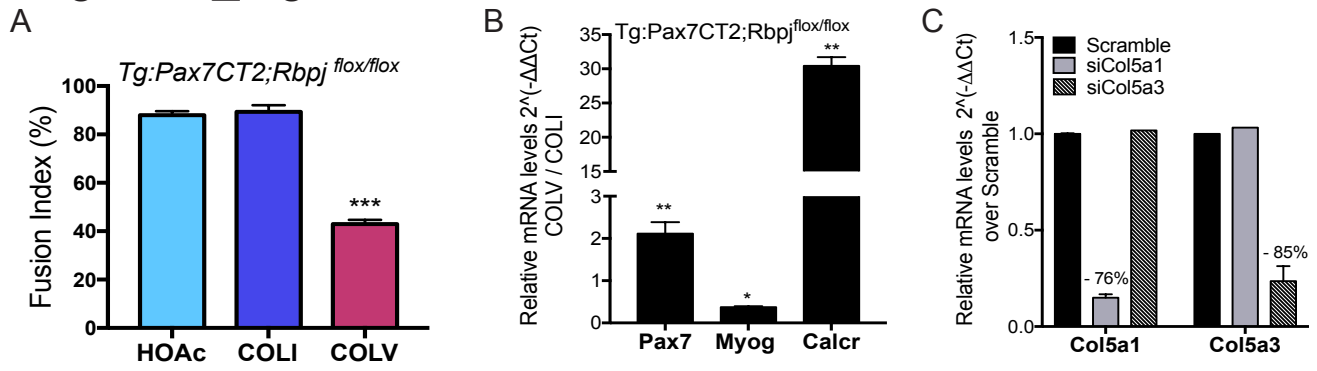 A
Tg:Pax7CT2;Rbpj flox/flox
Fusion Index (%)
100
80
60
40
20
0
***
HOAc COLI COLV
B
Tg:Pax7CT2;Rbpjflox/flox
Relative mRNA levels 2^(-ΔΔCt)
COLV / COLI
35
30
25
20
15
3
2
1
0
**
*
**
Pax7 Myog Calcr
C
Relative mRNA levels 2^(-ΔΔCt)
over Scramble
1.5
1.0
0.5
0.0
Scramble
siCol5a1
siCol5a3
- 76%
- 85%
Col5a1 Col5a3